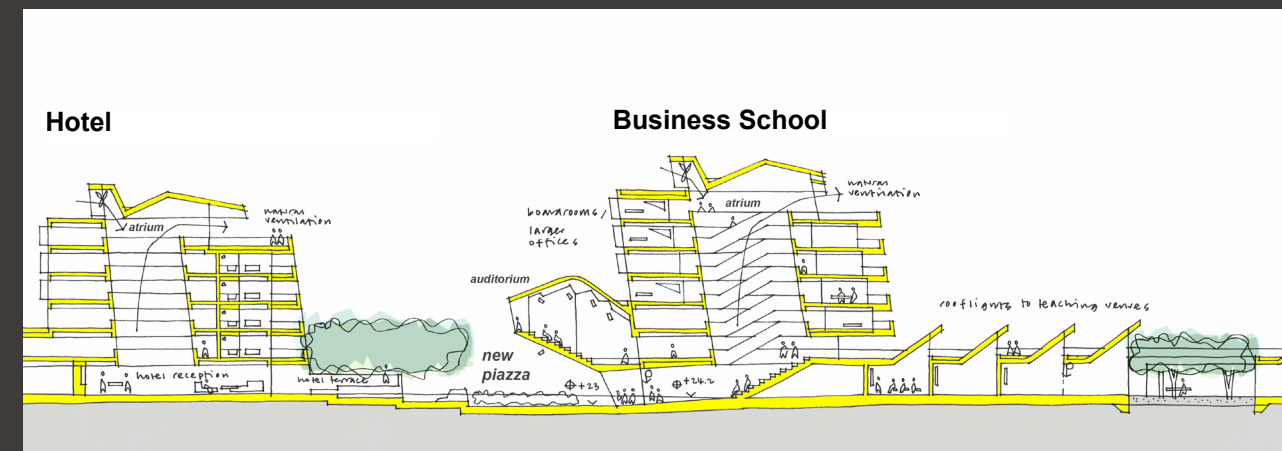 Hotel
Business School
natural
ventilation
atrium
boardrooms/
larger
offices
atrium
natural
ventilation
auditorium
rooflights to teaching venues
new
piazza
hotel reception
hotel terrace
+23
+24.2